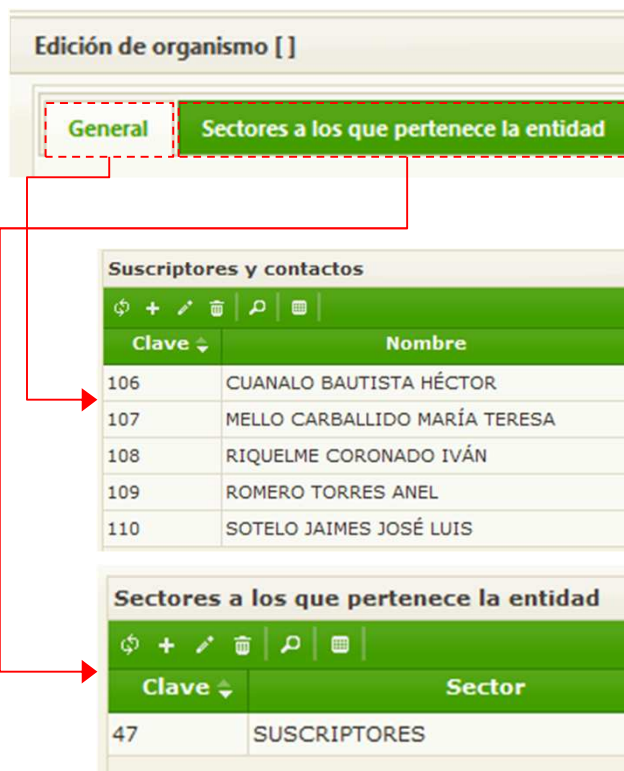 Edición de organismo [ ]
General Sectores a los que pertenece la entidad
Suscriptores y contactos
Clave Nombre
106 CUANALO BAUTISTA HÉCTOR
107 MELLO CARBALLIDO MARÍA TERESA
108 RIQUELME CORONADO IVÁN
109 ROMERO TORRES ANEL
110 SOTELO JAIMES JOSÉ LUIS
Sectores a los que pertenece la entidad
Clave Sector
47 SUSCRIPTORES